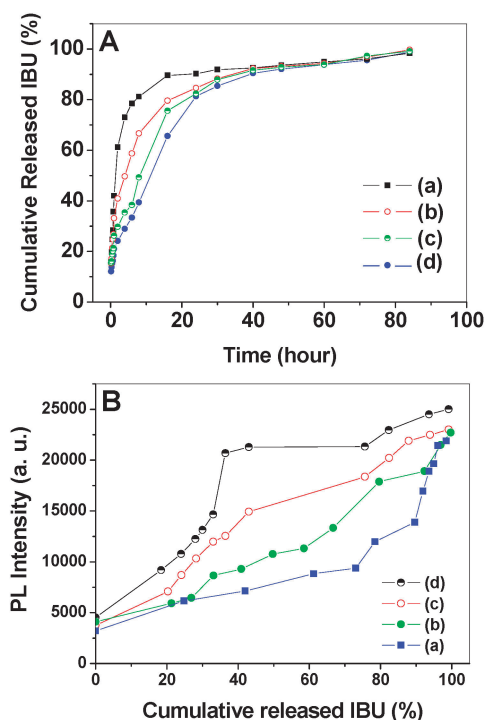 A
Cumulative Released IBU (%)
100
80
60
40
20
0
(a)
(b)
(c)
(d)
0 20 40 60 80 100
Time (hour)
B
PL Intensity (a. u.)
25000
20000
15000
10000
5000
0
(d)
(c)
(b)
(a)
0 20 40 60 80 100
Cumulative released IBU (%)